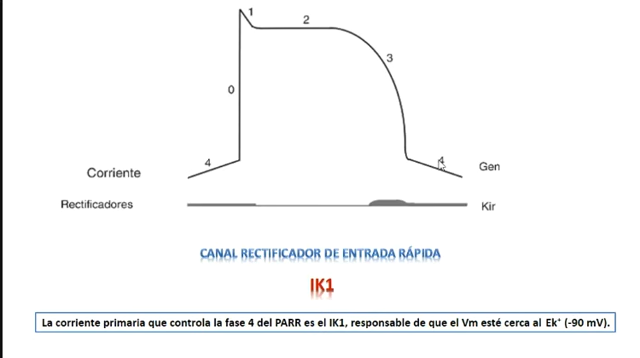 1
2
3
0
4
4
Corriente
Gen
Rectificadores
Kir
CANAL RECTIFICADOR DE ENTRADA RÁPIDA
IK1
La corriente primaria que controla la fase 4 del PARR es el IK1, responsable de que el Vm esté cerca al Ek⁺ (-90 mV).